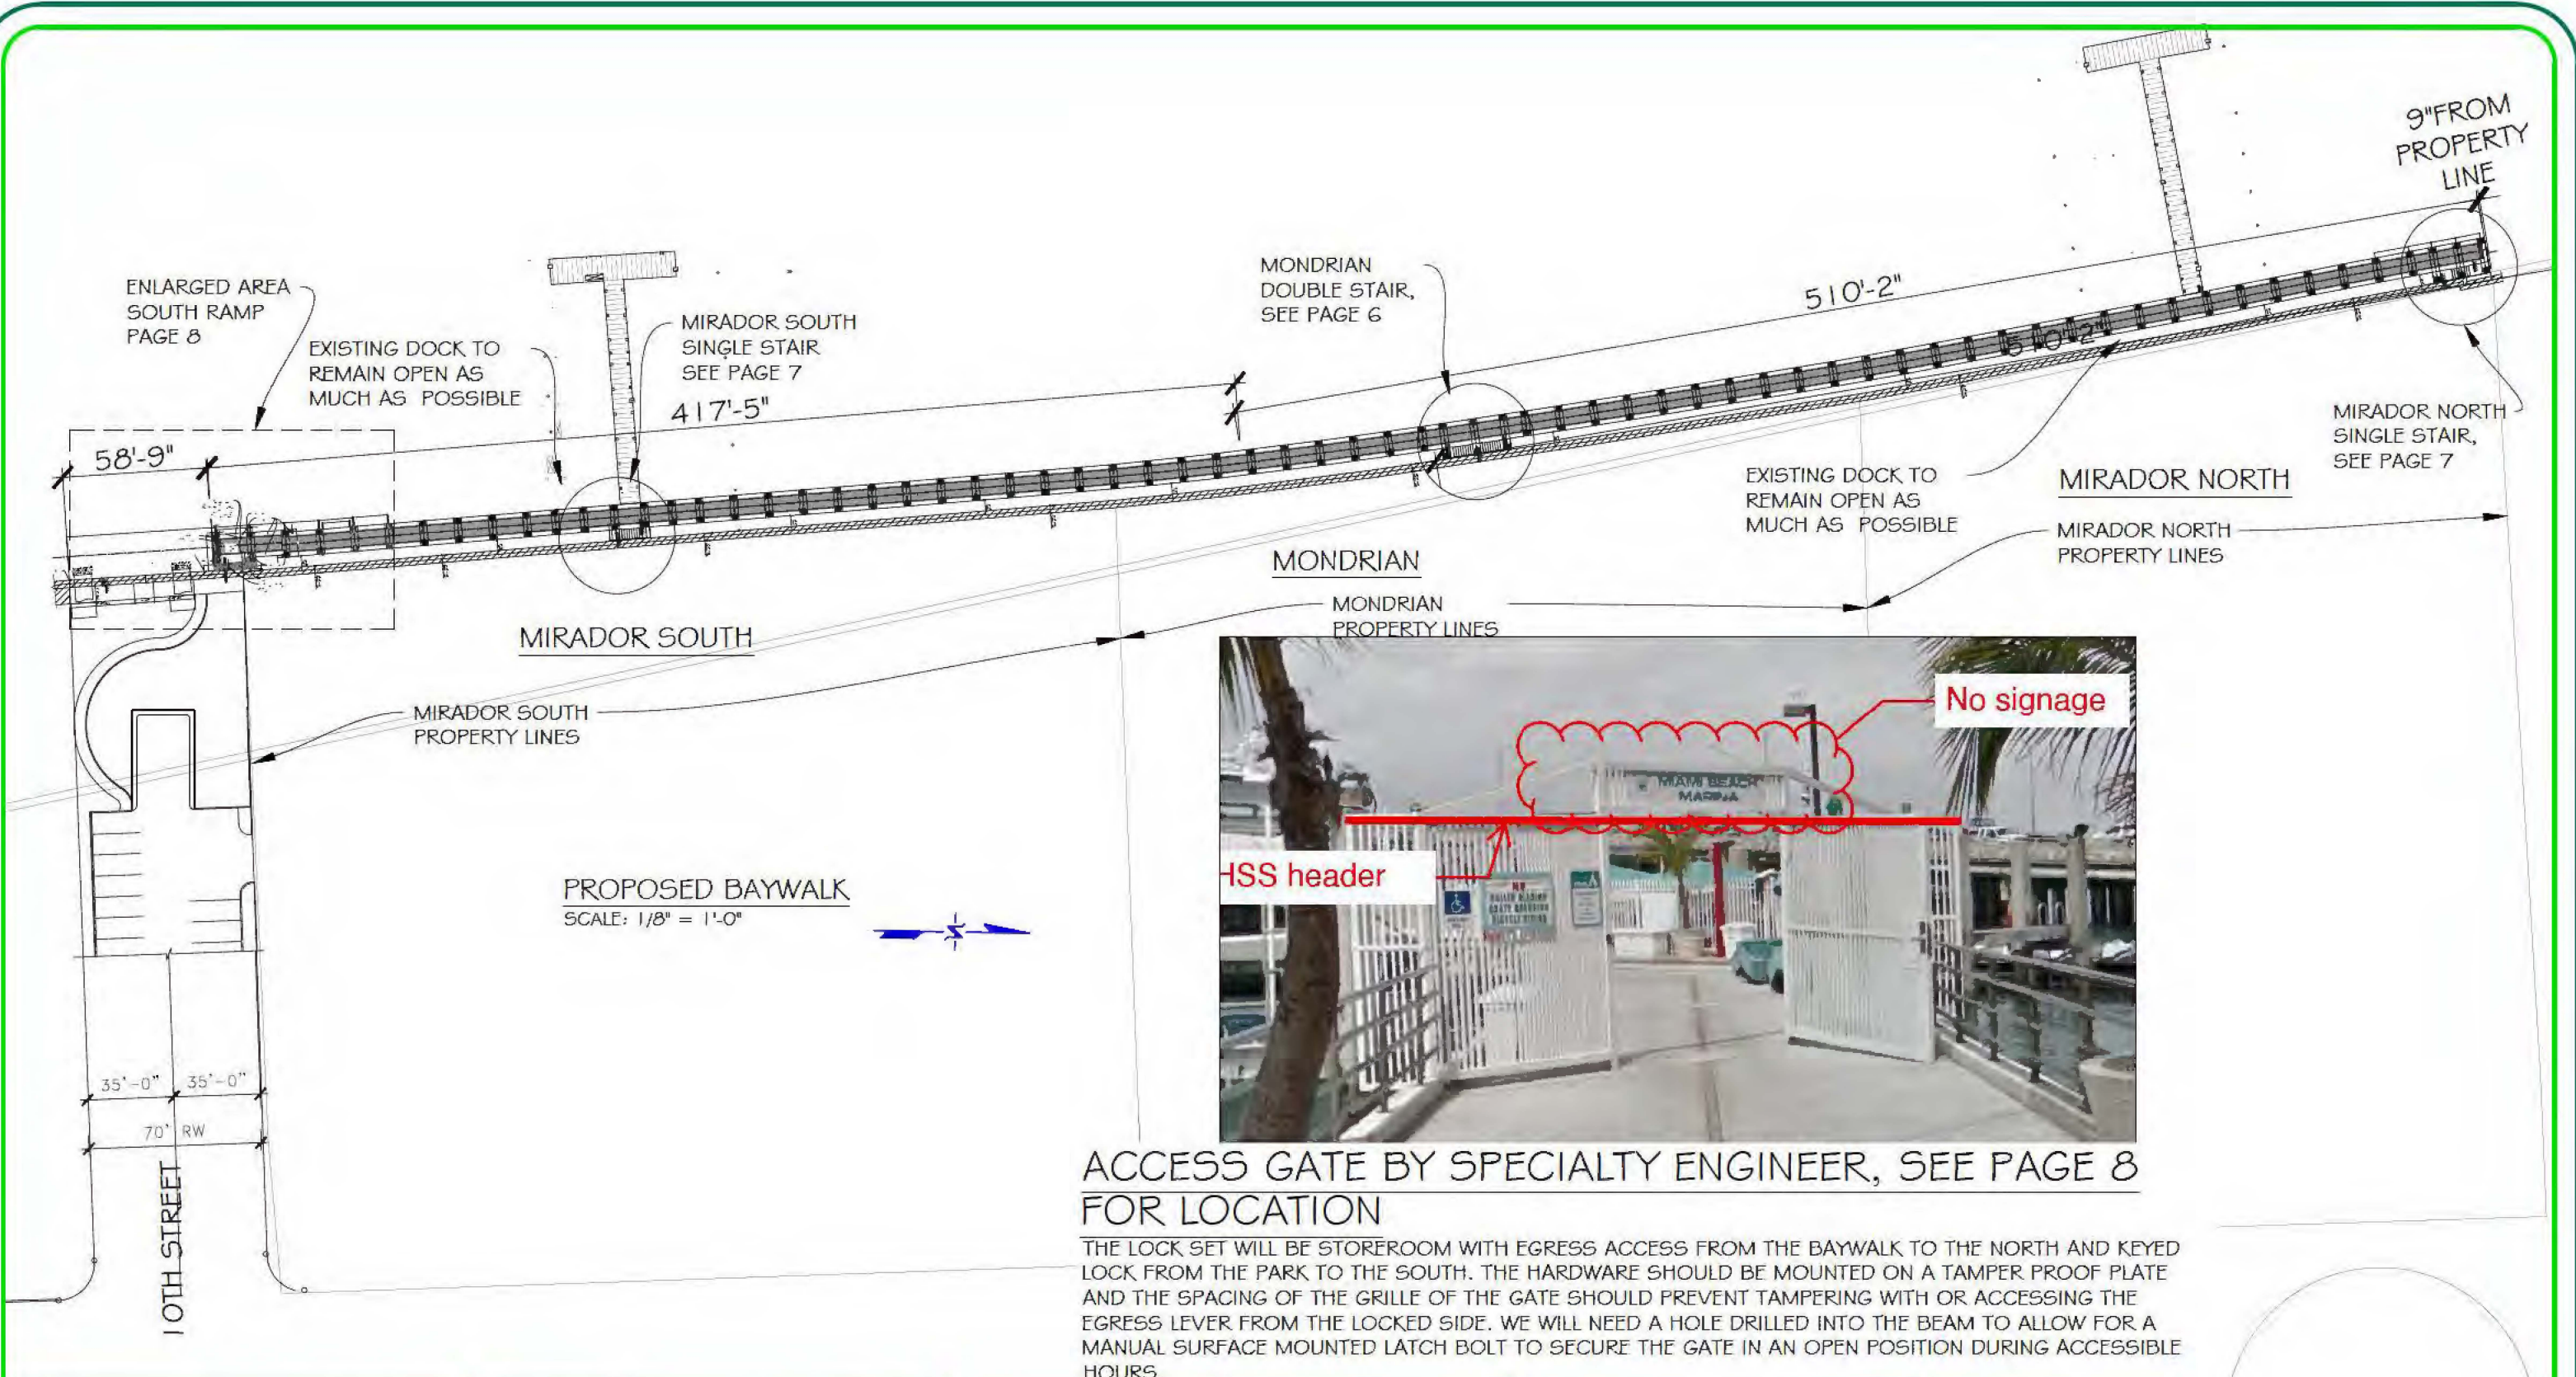 9"FROM
PROPERTY
LINE
ENLARGED AREA
SOUTH RAMP
PAGE 8
EXISTING DOCK TO
REMAIN OPEN AS
MUCH AS POSSIBLE
MIRADOR SOUTH
SINGLE STAIR
SEE PAGE 7
MONDRIAN
DOUBLE STAIR,
SEE PAGE 6
510'-2"
510'-2"
417'-5"
58'-9"
MIRADOR NORTH
SINGLE STAIR,
SEE PAGE 7
EXISTING DOCK TO
REMAIN OPEN AS
MUCH AS POSSIBLE
MIRADOR NORTH
MIRADOR NORTH
PROPERTY LINES
MONDRIAN
MONDRIAN
PROPERTY LINES
MIRADOR SOUTH
MIRADOR SOUTH
PROPERTY LINES
No signage
MIAMI BEACH
MARINA
HSS header
NO
PROPOSED BAYWALK
SCALE: 1/8" = 1'-0"
35'-0" 35'-0"
70' RW
10TH STREET
ACCESS GATE BY SPECIALTY ENGINEER, SEE PAGE 8
FOR LOCATION
THE LOCK SET WILL BE STOREROOM WITH EGRESS ACCESS FROM THE BAYWALK TO THE NORTH AND KEYED
LOCK FROM THE PARK TO THE SOUTH. THE HARDWARE SHOULD BE MOUNTED ON A TAMPER PROOF PLATE
AND THE SPACING OF THE GRILLE OF THE GATE SHOULD PREVENT TAMPERING WITH OR ACCESSING THE
EGRESS LEVER FROM THE LOCKED SIDE. WE WILL NEED A HOLE DRILLED INTO THE BEAM TO ALLOW FOR A
MANUAL SURFACE MOUNTED LATCH BOLT TO SECURE THE GATE IN AN OPEN POSITION DURING ACCESSIBLE
HOURS